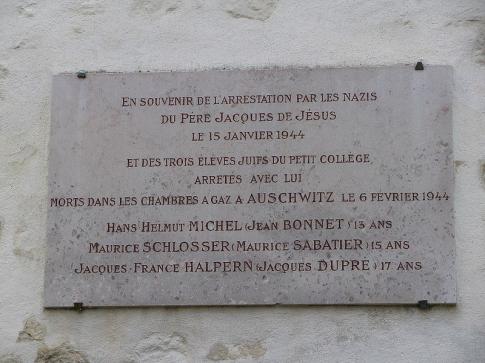 EN SOUVENIR DE L'ARRESTATION PAR LES NAZIS
DU PÈRE JACQUES DE JÉSUS
LE 15 JANVIER 1944
ET DES TROIS ÉLÈVES JUIFS DU PETIT COLLÈGE,
ARRETÉS AVEC LUI
MORTS DANS LES CHAMBRES A GAZ A AUSCHWITZ LE 6 FÉVRIER 1944
HANS HELMUT MICHEL (JEAN BONNET) 13 ANS
MAURICE SCHLOSSER (MAURICE SABATIER) 15 ANS
JACQUES-FRANCE HALPERN (JACQUES DUPRE) 17 ANS